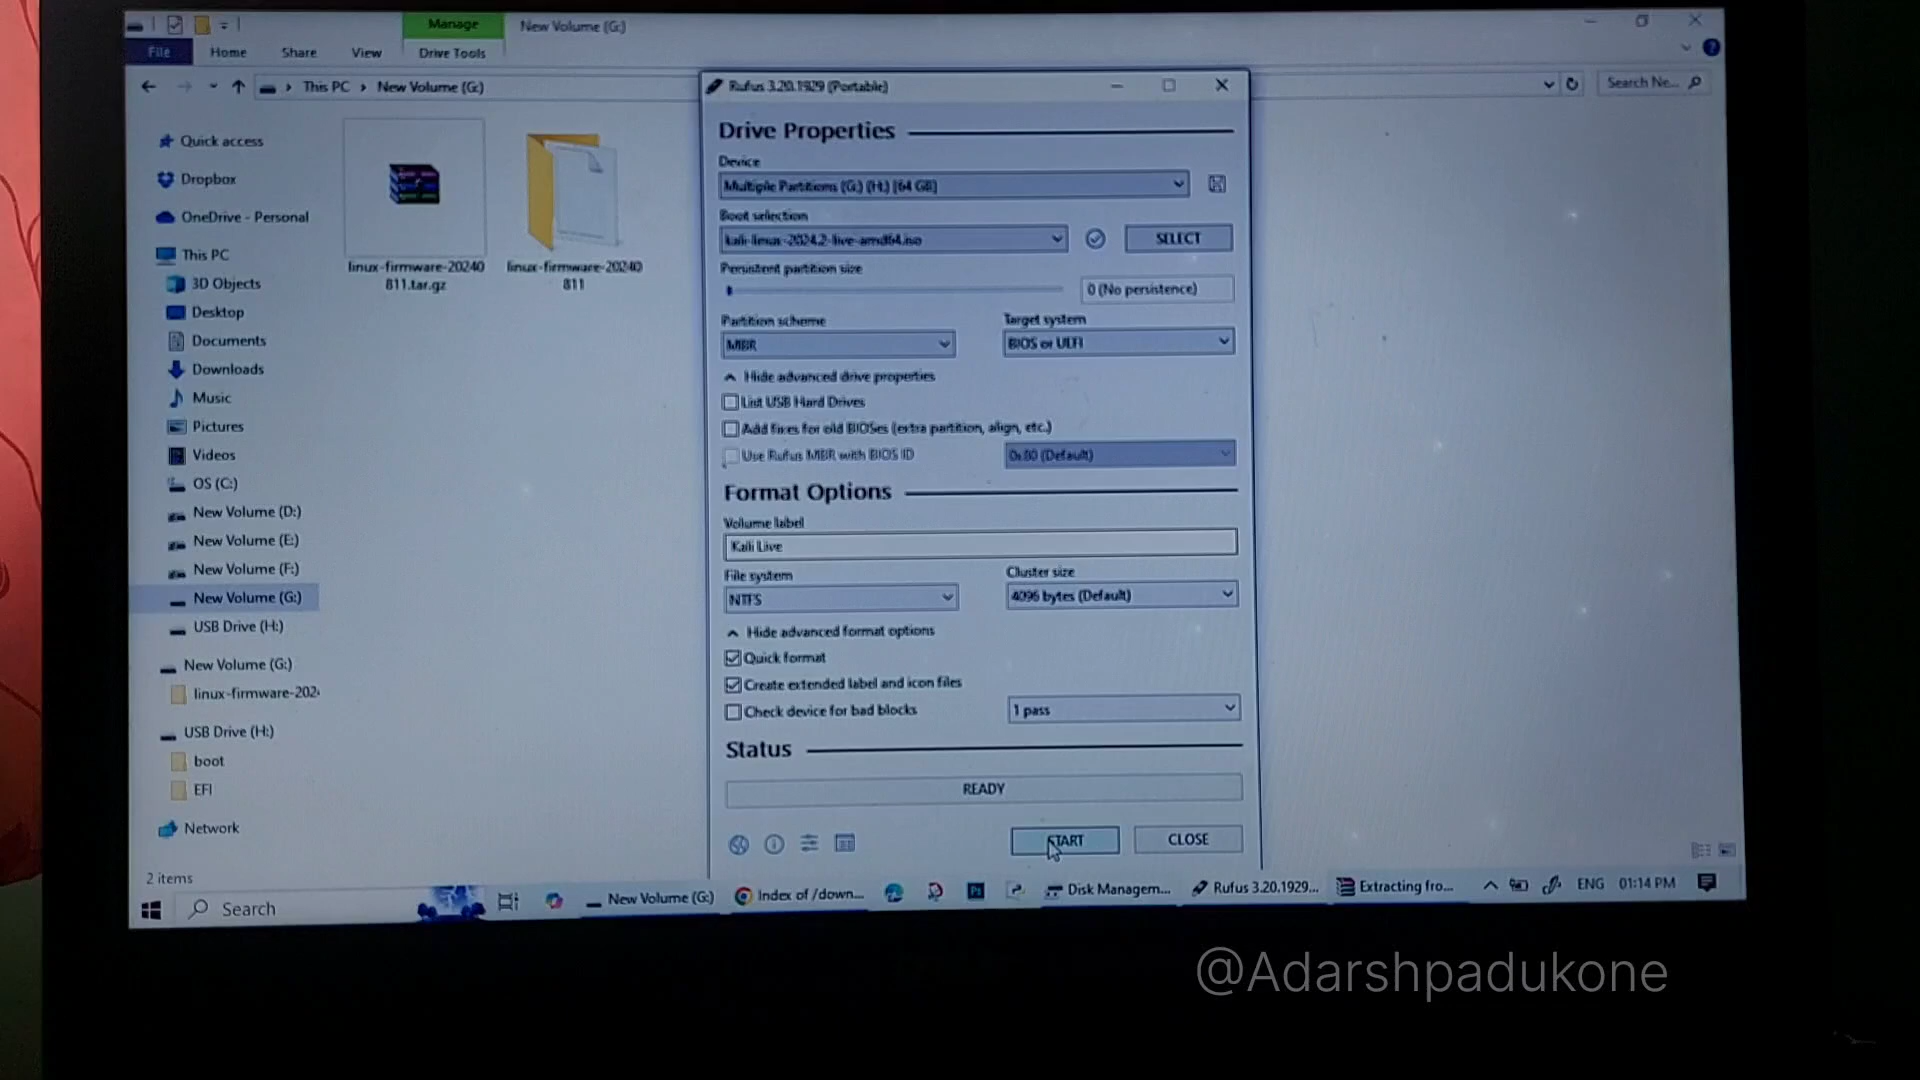 Manage
New Volume (G:)
File
Home
Share
View
Drive Tools
This PC
New Volume (G:)
Search Ne...
Quick access
Dropbox
OneDrive - Personal
This PC
3D Objects
Desktop
Documents
Downloads
Music
Pictures
Videos
OS (C:)
New Volume (D:)
New Volume (E:)
New Volume (F:)
New Volume (G:)
USB Drive (H:)
New Volume (G:)
linux-firmware-202
USB Drive (H:)
boot
EFI
Network
2 items
linux-firmware-20240
811.tar.gz
linux-firmware-20240
811
Rufus 3.20.1929 (Portable)
Drive Properties
Device
Multiple Partitions (G:) (H:) [64 GB]
Boot selection
kali-linux-2024.2-live-amd64.iso
SELECT
Persistent partition size
0 (No persistence)
Partition scheme
Target system
MBR
BIOS or UEFI
Hide advanced drive properties
List USB Hard Drives
Add fixes for old BIOSes (extra partition, align, etc.)
Use Rufus MBR with BIOS ID
0x80 (Default)
Format Options
Volume label
Kali Live
File system
Cluster size
NTFS
4096 bytes (Default)
Hide advanced format options
Quick format
Create extended label and icon files
Check device for bad blocks
1 pass
Status
READY
START
CLOSE
Search
New Volume (G:)
Index of /down...
Ps
Disk Managem...
Rufus 3.20.1929...
Extracting fro...
ENG
01:14 PM
@Adarshpadukone